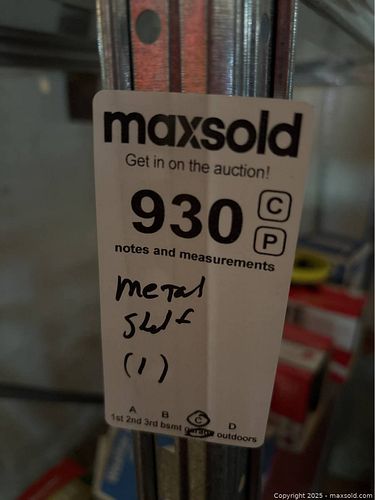 maxsold
Get in on the auction!
930 C
P
notes and measurements
metal
shelf
(1)
A B C D
1st 2nd 3rd bsmt garage outdoors
Copyright © 2025 - maxsold.com